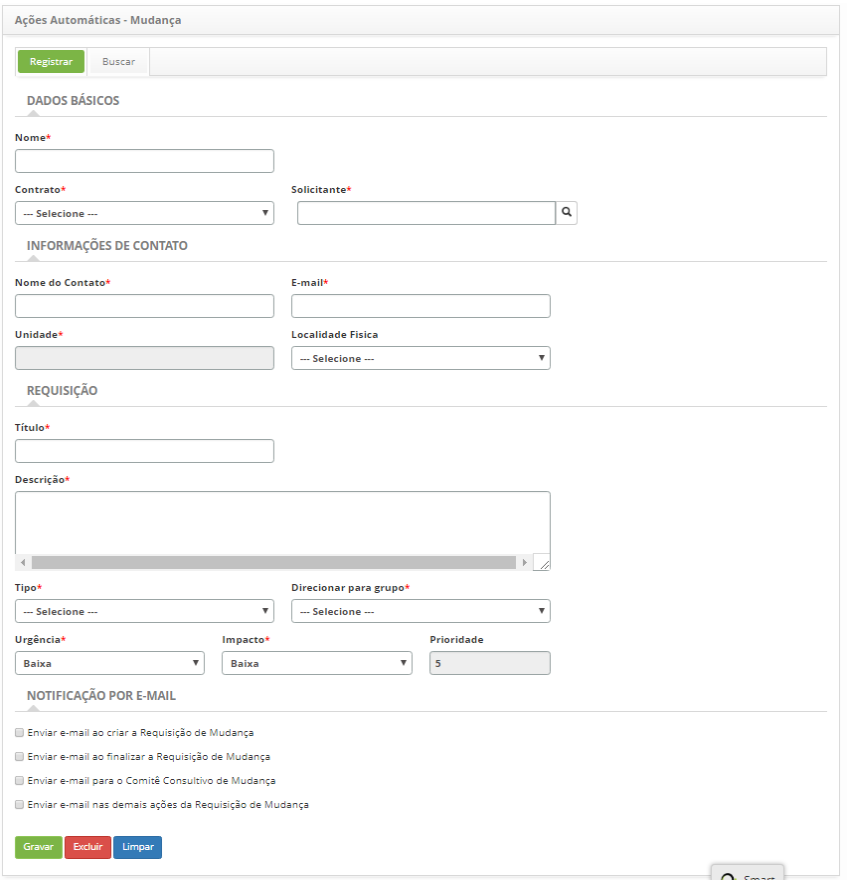 Ações Automáticas - Mudança
Registrar Buscar
DADOS BÁSICOS
Nome*
Contrato* Solicitante*
--- Selecione ---
INFORMAÇÕES DE CONTATO
Nome do Contato* E-mail*
Unidade* Localidade Fisica
--- Selecione ---
REQUISIÇÃO
Título*
Descrição*
Tipo* Direcionar para grupo*
--- Selecione --- --- Selecione ---
Urgência* Impacto* Prioridade
Baixa Baixa 5
NOTIFICAÇÃO POR E-MAIL
Enviar e-mail ao criar a Requisição de Mudança
Enviar e-mail ao finalizar a Requisição de Mudança
Enviar e-mail para o Comitê Consultivo de Mudança
Enviar e-mail nas demais ações da Requisição de Mudança
Gravar Excluir Limpar
Smart